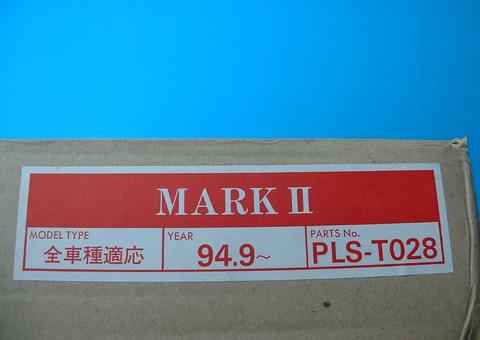 MARK II
MODEL TYPE YEAR PARTS No.
全車種適応 94.9~ PLS-T028